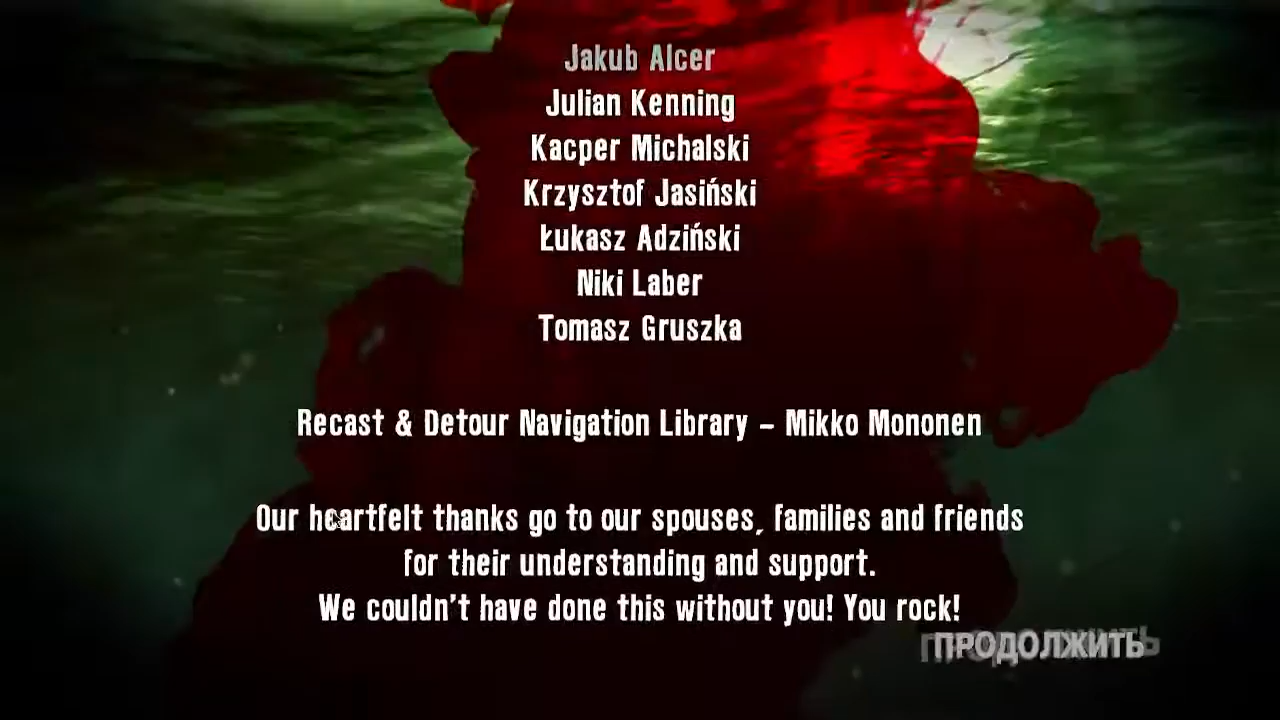 Jakub Alcer
Julian Kenning
Kacper Michalski
Krzysztof Jasiński
Łukasz Adziński
Niki Laber
Tomasz Gruszka
Recast & Detour Navigation Library – Mikko Mononen
Our heartfelt thanks go to our spouses, families and friends
for their understanding and support.
We couldn't have done this without you! You rock!
ПРОДОЛЖИТЬ